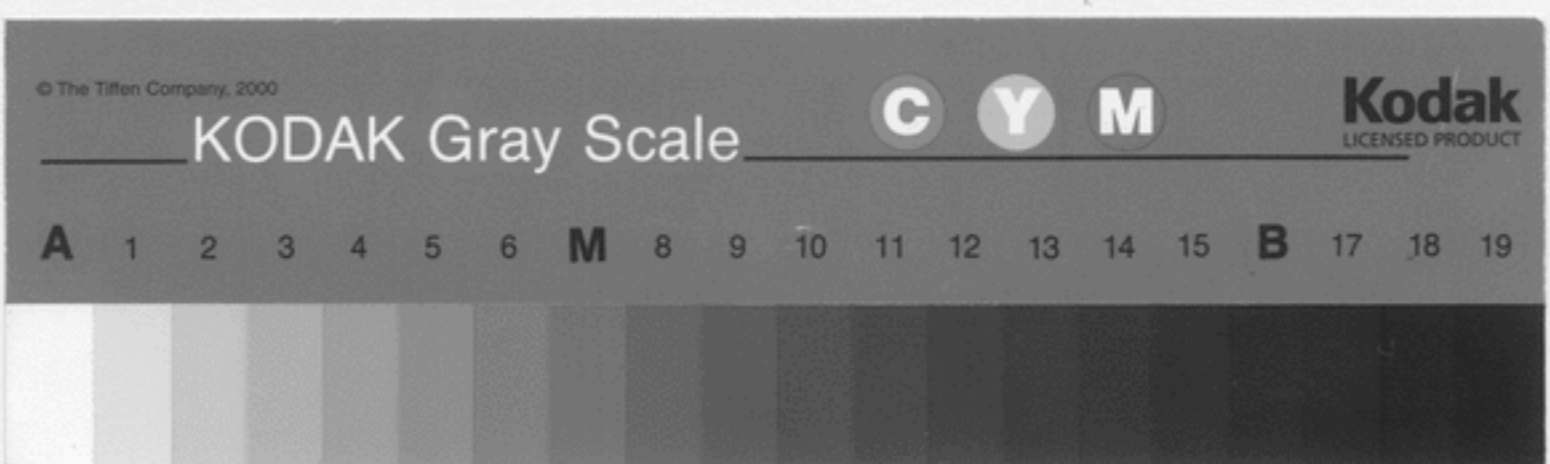 © The Tiffen Company, 2000
KODAK Gray Scale
C Y M
Kodak
LICENSED PRODUCT
A 1 2 3 4 5 6 M 8 9 10 11 12 13 14 15 B 17 18 19